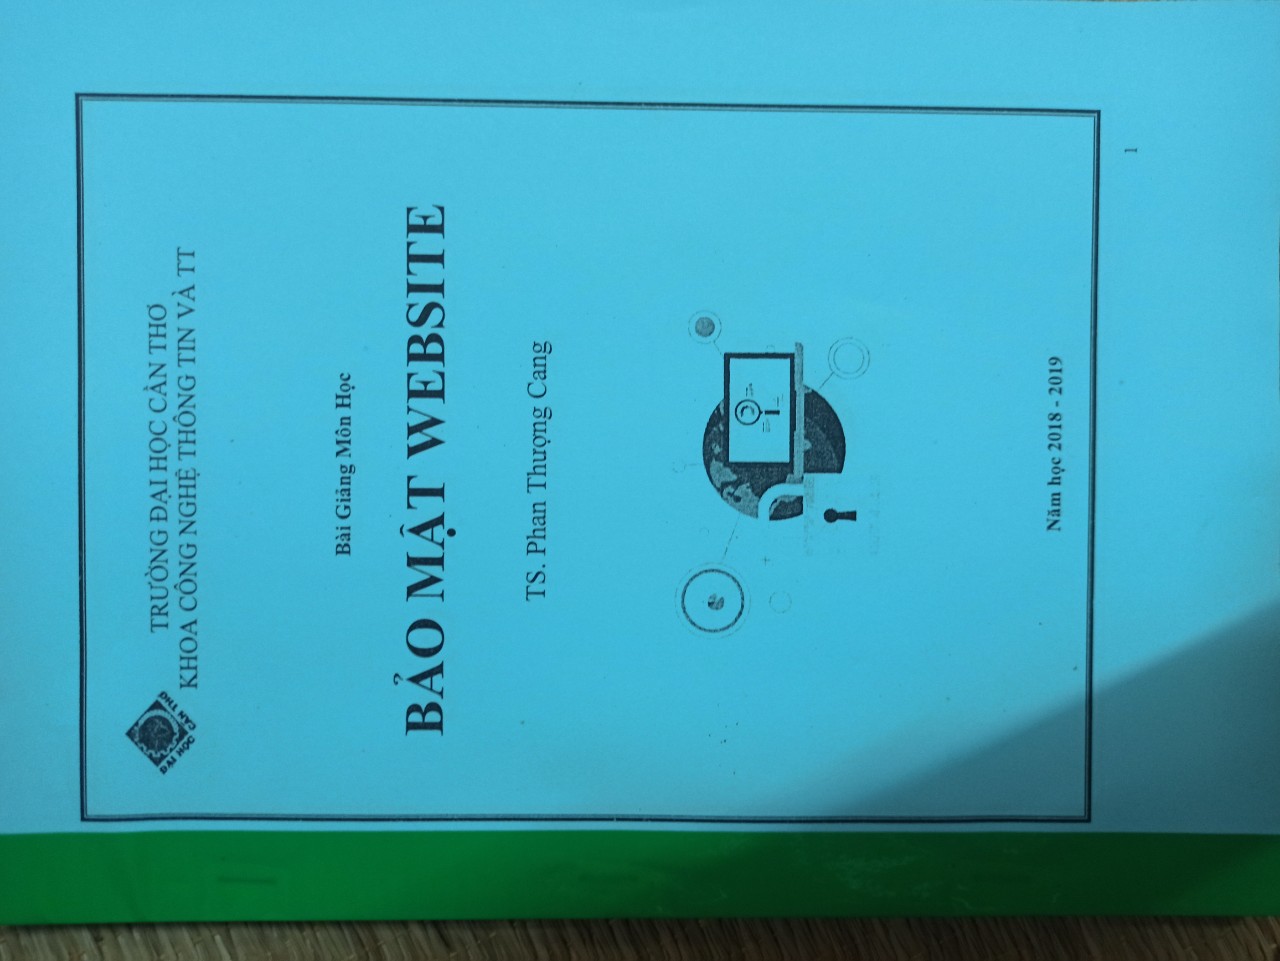 TRƯỜNG ĐẠI HỌC CẦN THƠ
KHOA CÔNG NGHỆ THÔNG TIN VÀ TT
ĐẠI HỌC CẦN THƠ
Bài Giảng Môn Học
BẢO MẬT WEBSITE
TS. Phan Thượng Cang
Năm học 2018 - 2019
1